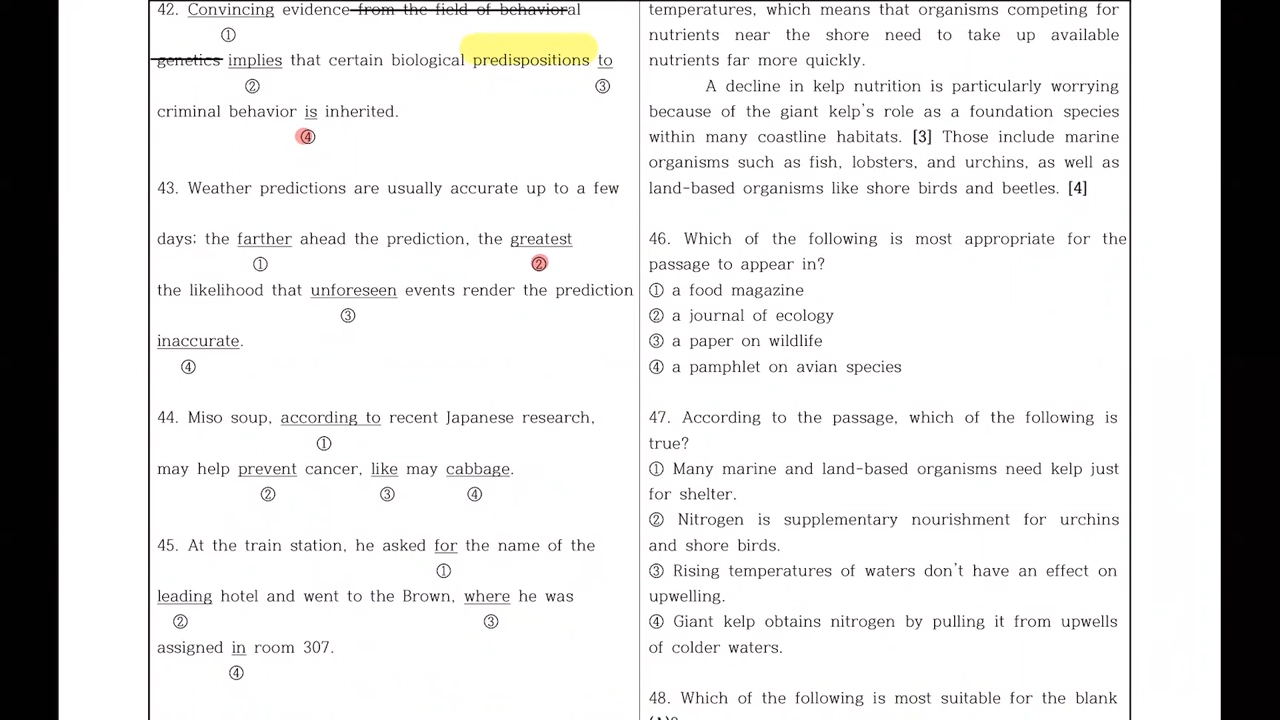 42. Convincing evidence from the field of behavioral
①
genetics implies that certain biological predispositions to
② ③
criminal behavior is inherited.
④
43. Weather predictions are usually accurate up to a few
days: the farther ahead the prediction, the greatest
① ②
the likelihood that unforeseen events render the prediction
③
inaccurate.
④
44. Miso soup, according to recent Japanese research,
①
may help prevent cancer, like may cabbage.
② ③ ④
45. At the train station, he asked for the name of the
①
leading hotel and went to the Brown, where he was
② ③
assigned in room 307.
④
temperatures, which means that organisms competing for
nutrients near the shore need to take up available
nutrients far more quickly.
A decline in kelp nutrition is particularly worrying
because of the giant kelp's role as a foundation species
within many coastline habitats. [3] Those include marine
organisms such as fish, lobsters, and urchins, as well as
land-based organisms like shore birds and beetles. [4]
46. Which of the following is most appropriate for the
passage to appear in?
① a food magazine
② a journal of ecology
③ a paper on wildlife
④ a pamphlet on avian species
47. According to the passage, which of the following is
true?
① Many marine and land-based organisms need kelp just
for shelter.
② Nitrogen is supplementary nourishment for urchins
and shore birds.
③ Rising temperatures of waters don't have an effect on
upwelling.
④ Giant kelp obtains nitrogen by pulling it from upwells
of colder waters.
48. Which of the following is most suitable for the blank